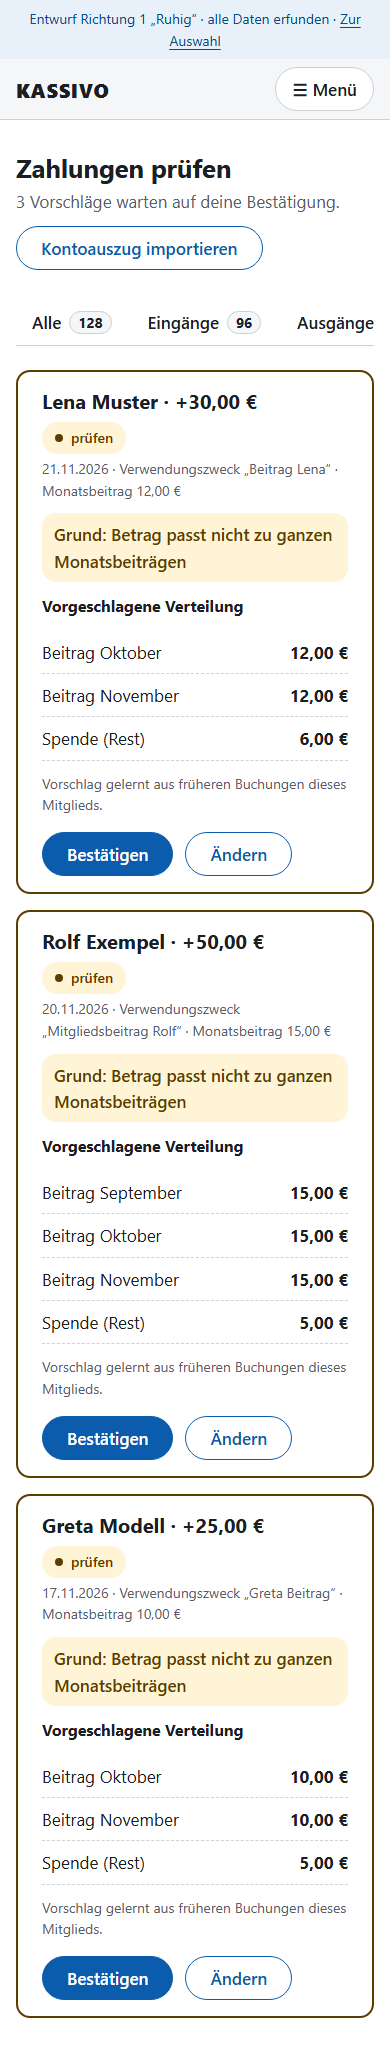 Entwurf Richtung 1 „Ruhig“ · alle Daten erfunden · Zur
Auswahl
KASSIVO
☰ Menü
Zahlungen prüfen
3 Vorschläge warten auf deine Bestätigung.
Kontoauszug importieren
Alle 128 Eingänge 96 Ausgänge
Lena Muster · +30,00 €
prüfen
21.11.2026 · Verwendungszweck „Beitrag Lena“ ·
Monatsbeitrag 12,00 €
Grund: Betrag passt nicht zu ganzen
Monatsbeiträgen
Vorgeschlagene Verteilung
Beitrag Oktober 12,00 €
Beitrag November 12,00 €
Spende (Rest) 6,00 €
Vorschlag gelernt aus früheren Buchungen dieses
Mitglieds.
Bestätigen Ändern
Rolf Exempel · +50,00 €
prüfen
20.11.2026 · Verwendungszweck
„Mitgliedsbeitrag Rolf“ · Monatsbeitrag 15,00 €
Grund: Betrag passt nicht zu ganzen
Monatsbeiträgen
Vorgeschlagene Verteilung
Beitrag September 15,00 €
Beitrag Oktober 15,00 €
Beitrag November 15,00 €
Spende (Rest) 5,00 €
Vorschlag gelernt aus früheren Buchungen dieses
Mitglieds.
Bestätigen Ändern
Greta Modell · +25,00 €
prüfen
17.11.2026 · Verwendungszweck „Greta Beitrag“ ·
Monatsbeitrag 10,00 €
Grund: Betrag passt nicht zu ganzen
Monatsbeiträgen
Vorgeschlagene Verteilung
Beitrag Oktober 10,00 €
Beitrag November 10,00 €
Spende (Rest) 5,00 €
Vorschlag gelernt aus früheren Buchungen dieses
Mitglieds.
Bestätigen Ändern